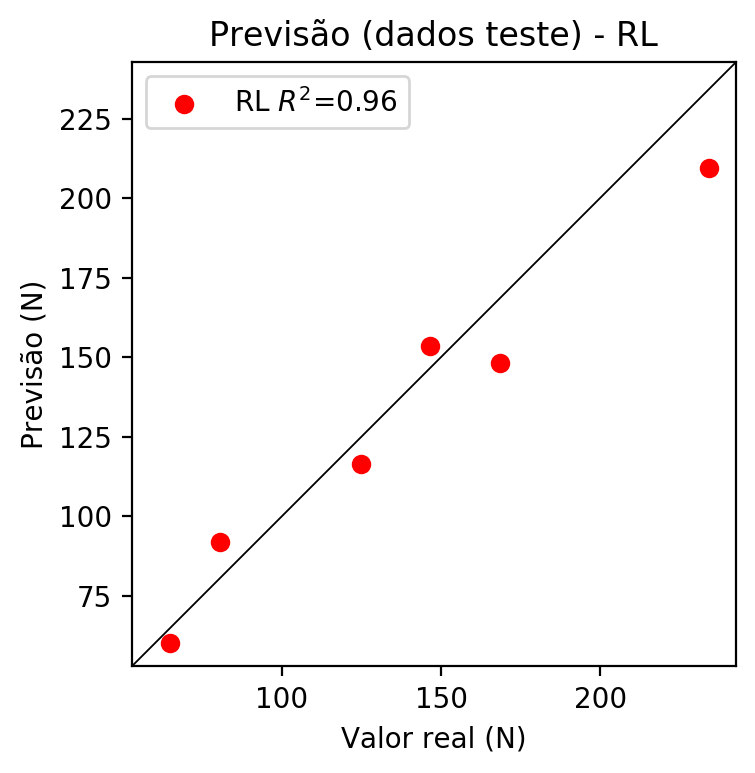 Previsão (dados teste) - RL
RL R²=0.96
Previsão (N)
225
200
175
150
125
100
75
100
150
200
Valor real (N)